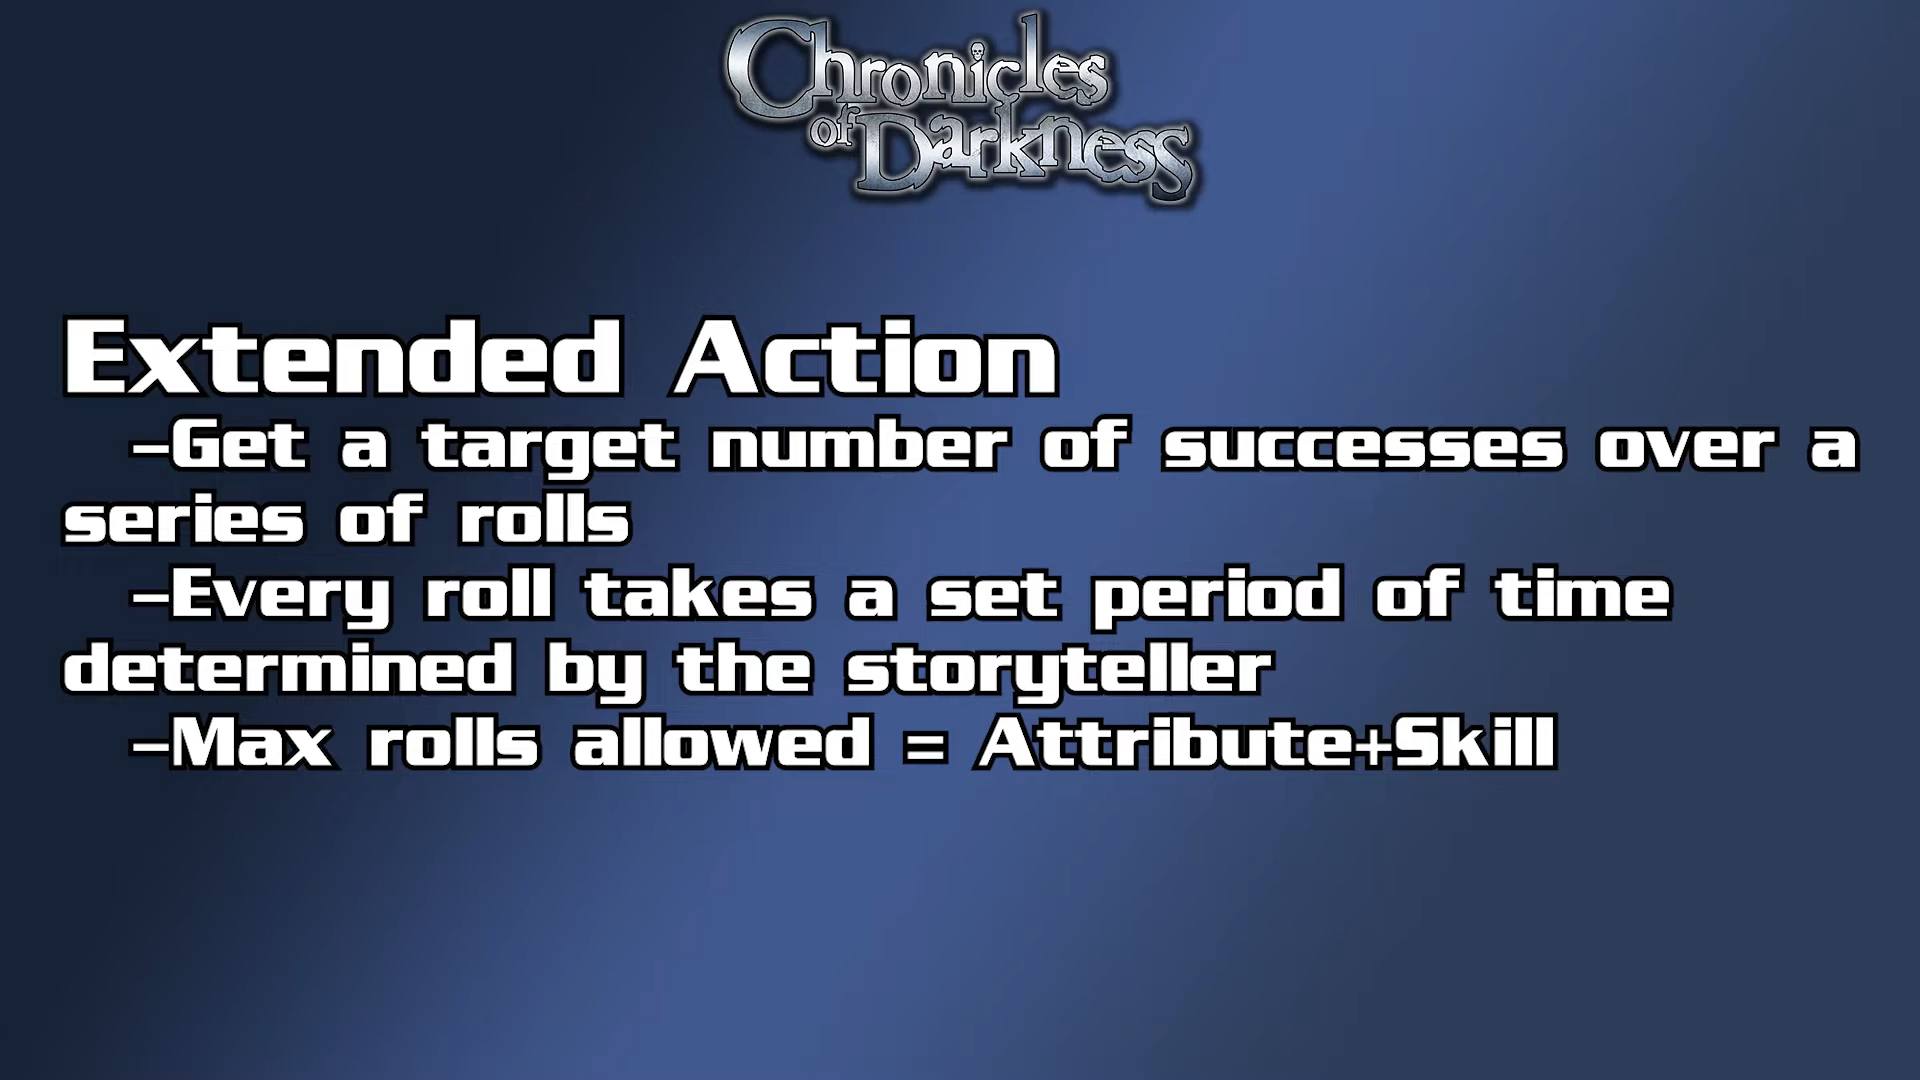 Chronicles
of Darkness
Extended Action
-Get a target number of successes over a
series of rolls
-Every roll takes a set period of time
determined by the storyteller
-Max rolls allowed = Attribute+Skill